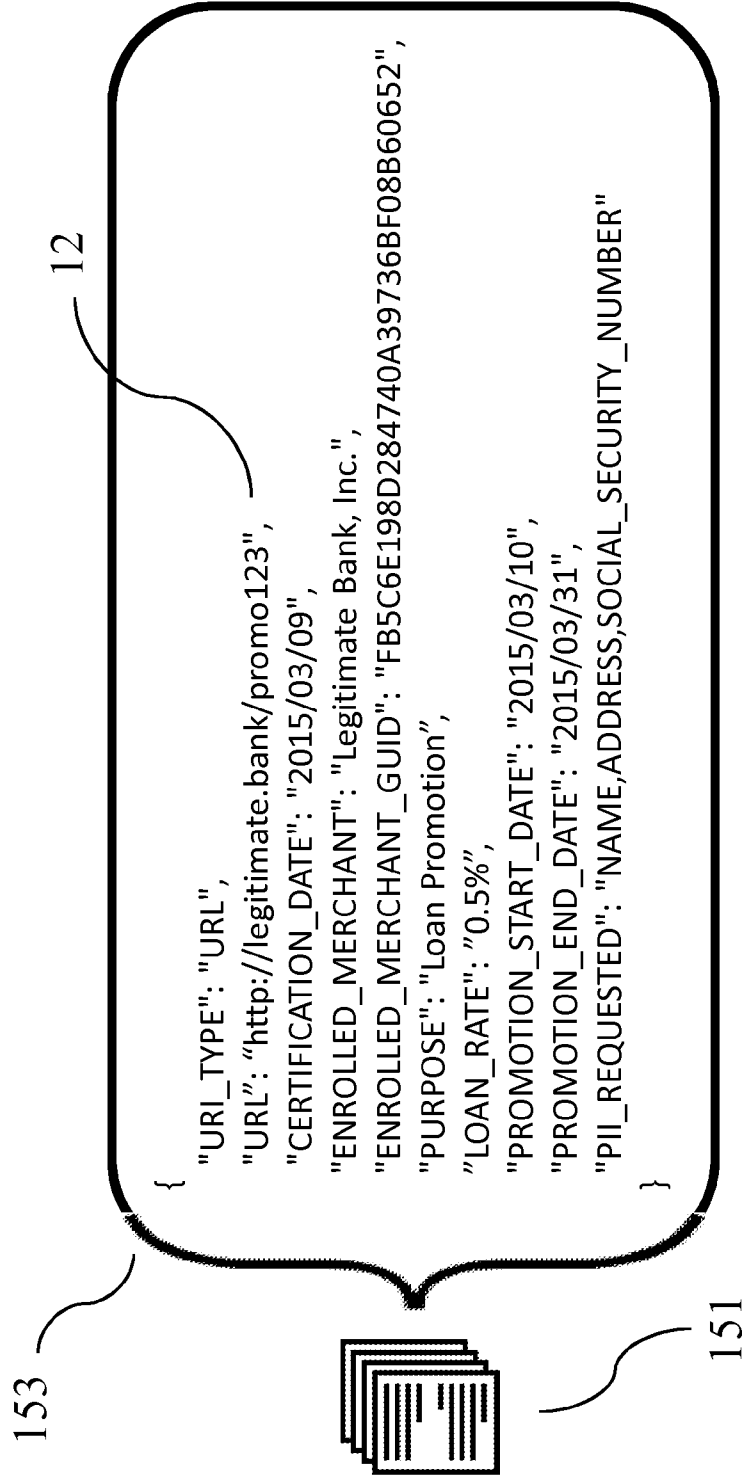 153
12
{
"URI_TYPE": "URL",
"URL”: “http://legitimate.bank/promo123",
"CERTIFICATION_DATE": "2015/03/09",
"ENROLLED_MERCHANT": "Legitimate Bank, Inc.",
"ENROLLED_MERCHANT_GUID": "FB5C6E198D284740A39736BF08B60652",
"PURPOSE": "Loan Promotion”,
”LOAN_RATE": ”0.5%”,
"PROMOTION_START_DATE": "2015/03/10",
"PROMOTION_END_DATE": "2015/03/31",
"PII_REQUESTED": "NAME,ADDRESS,SOCIAL_SECURITY_NUMBER"
}
151